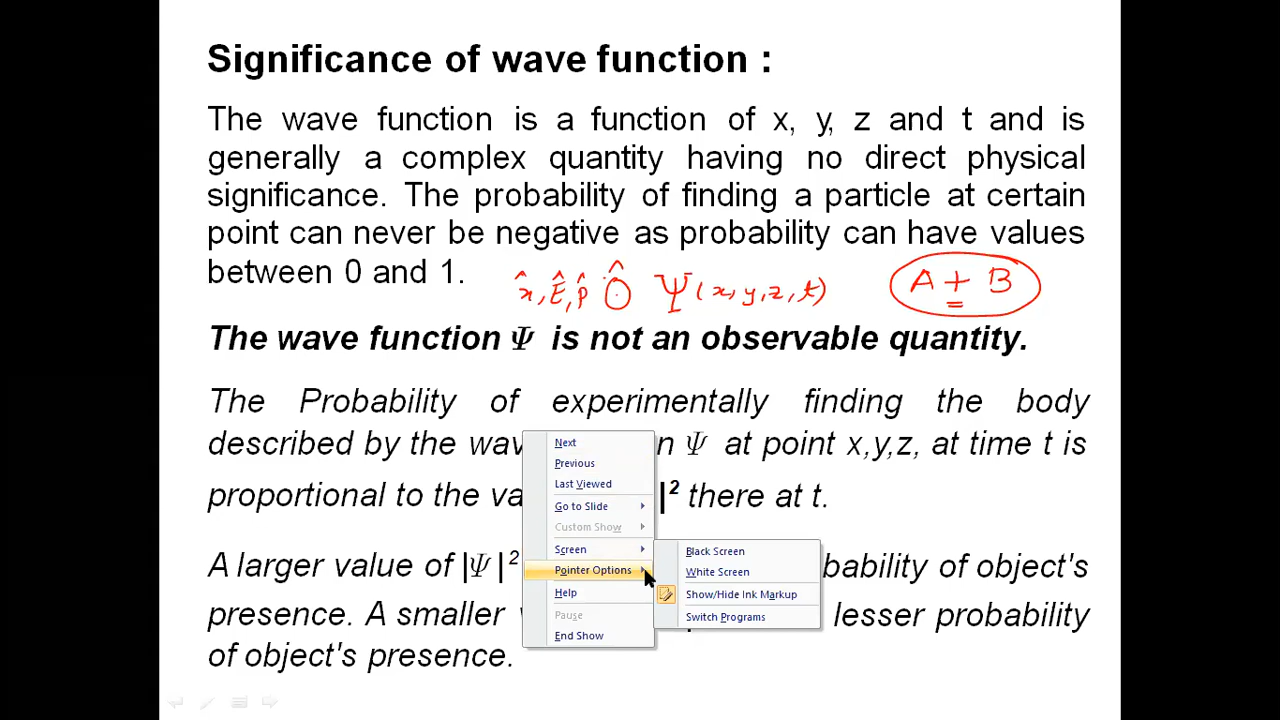 Significance of wave function :
The wave function is a function of x, y, z and t and is
generally a complex quantity having no direct physical
significance. The probability of finding a particle at certain
point can never be negative as probability can have values
between 0 and 1.
x̂, Ê, p̂ Ô Ψ(x,y,z,t) A + B
The wave function Ψ is not an observable quantity.
The Probability of experimentally finding the body
described by the wav n Ψ at point x,y,z, at time t is
proportional to the va |² there at t.
A larger value of |Ψ|² bability of object's
presence. A smaller lesser probability
of object's presence.
Next
Previous
Last Viewed
Go to Slide
Custom Show
Screen
Pointer Options
Help
Pause
End Show
Black Screen
White Screen
Show/Hide Ink Markup
Switch Programs